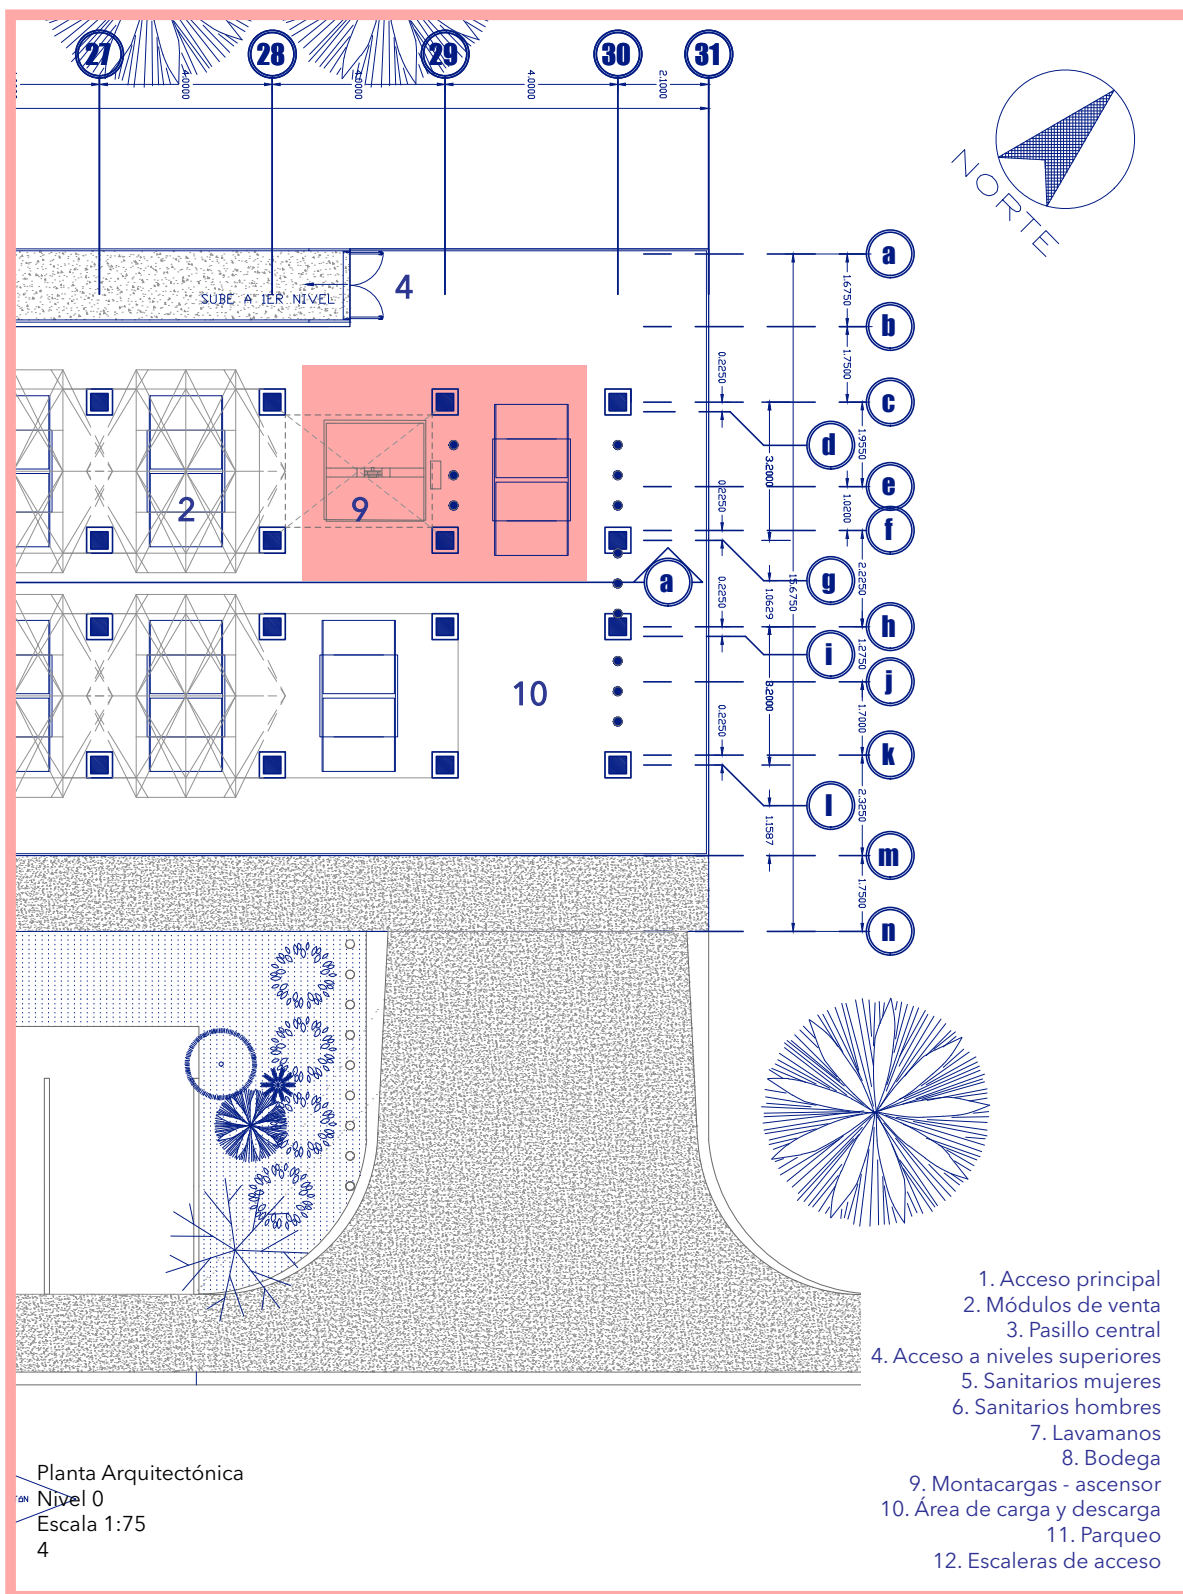 27 28 29 30 31
4.0000 4.0000 4.0000 2.1000
NORTE
a
1.6750
b
SUBE A 1ER NIVEL
4
1.7500
0.2250
c
1.9550
d
3.2000
e
2
9
0.2250
1.0200
f
a
15.6750
1.0629
g
2.2250
0.2250
h
1.2750
i
j
10
3.2000
1.7000
0.2250
k
l
2.3250
1.1587
m
1.7500
n
1. Acceso principal
2. Módulos de venta
3. Pasillo central
4. Acceso a niveles superiores
5. Sanitarios mujeres
6. Sanitarios hombres
7. Lavamanos
8. Bodega
9. Montacargas - ascensor
10. Área de carga y descarga
11. Parqueo
12. Escaleras de acceso
Planta Arquitectónica
Nivel 0
Escala 1:75
4